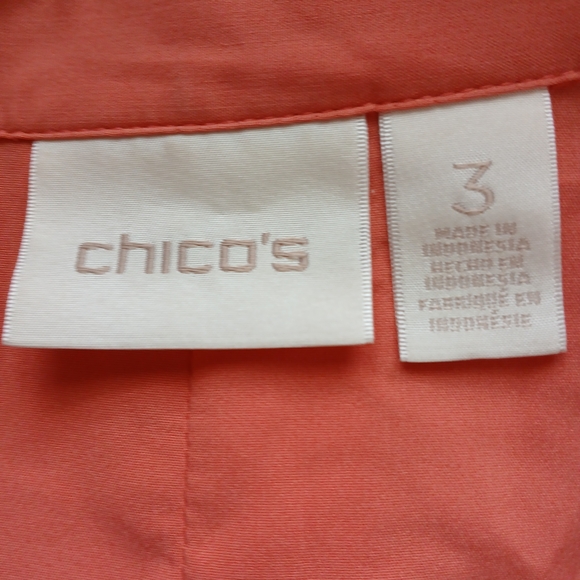 chico's
3
MADE IN
INDONESIA
HECHO EN
INDONESIA
FABRIQUÉ EN
INDONÉSIE